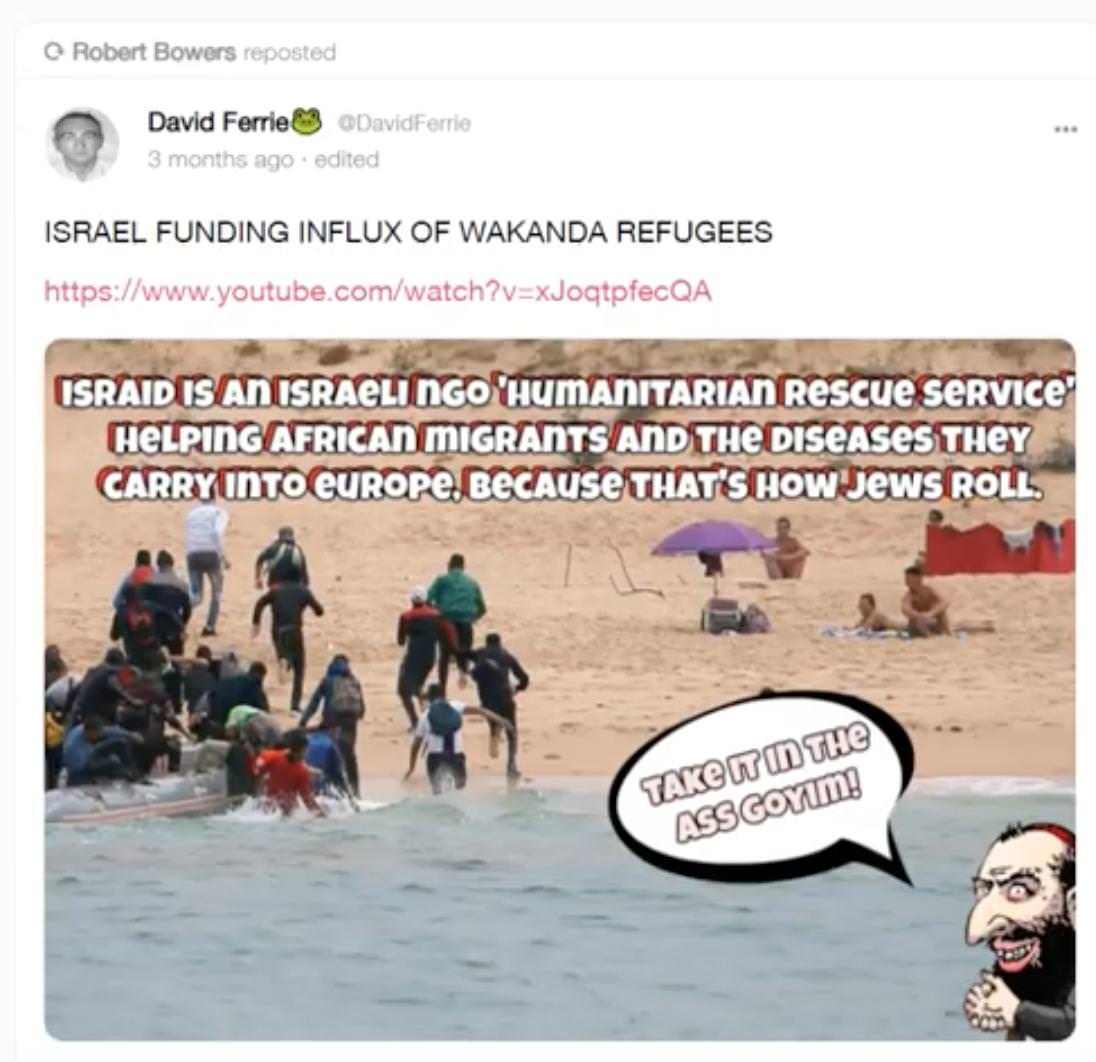 Robert Bowers reposted
David Ferrie🐸 @DavidFerrie
3 months ago · edited
ISRAEL FUNDING INFLUX OF WAKANDA REFUGEES
https://www.youtube.com/watch?v=xJoqtpfecQA
ISRAID IS AN ISRAELI NGO 'HUMANITARIAN RESCUE SERVICE'
HELPING AFRICAN MIGRANTS AND THE DISEASES THEY
CARRY INTO EUROPE, BECAUSE THAT'S HOW JEWS ROLL.
TAKE IT IN THE
ASS GOYIM!